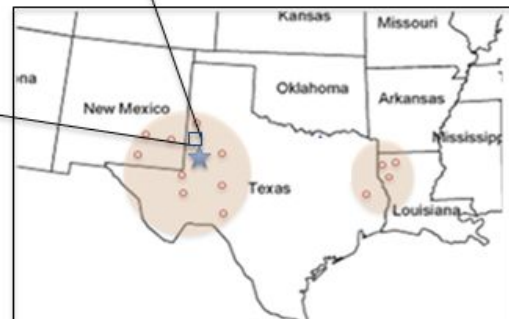 Kansas
Missouri
na
Oklahoma
New Mexico
Arkansas
Mississipp
Texas
Louisiana